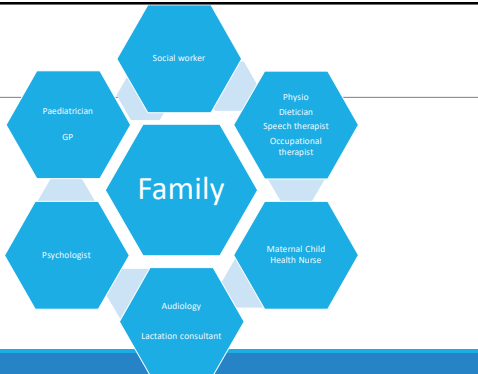 Social worker
Paediatrician
GP
Physio
Dietician
Speech therapist
Occupational
therapist
Family
Psychologist
Maternal Child
Health Nurse
Audiology
Lactation consultant